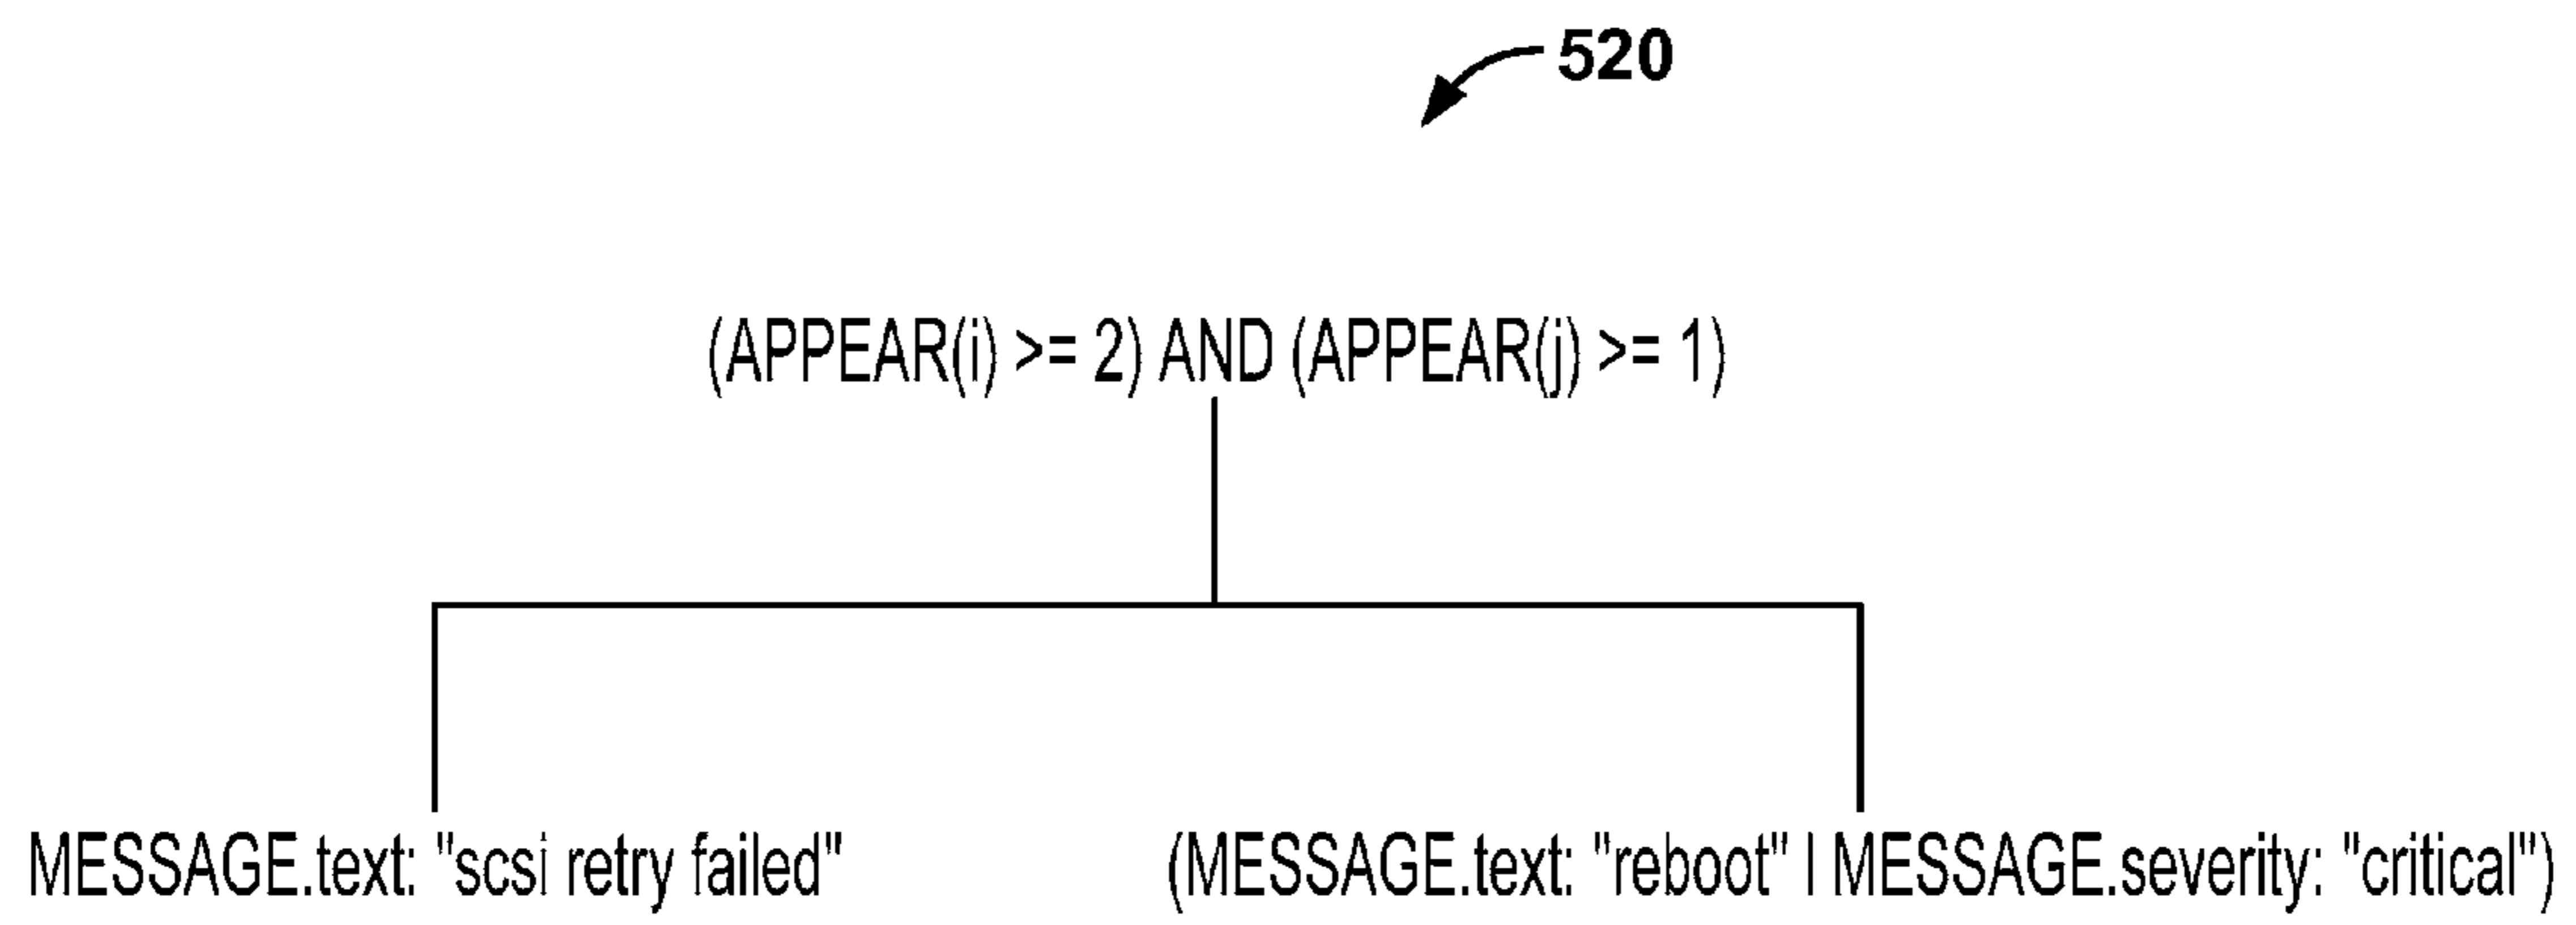 520
(APPEAR(i) >= 2) AND (APPEAR(j) >= 1)
MESSAGE.text: "scsi retry failed" (MESSAGE.text: "reboot" | MESSAGE.severity: "critical")